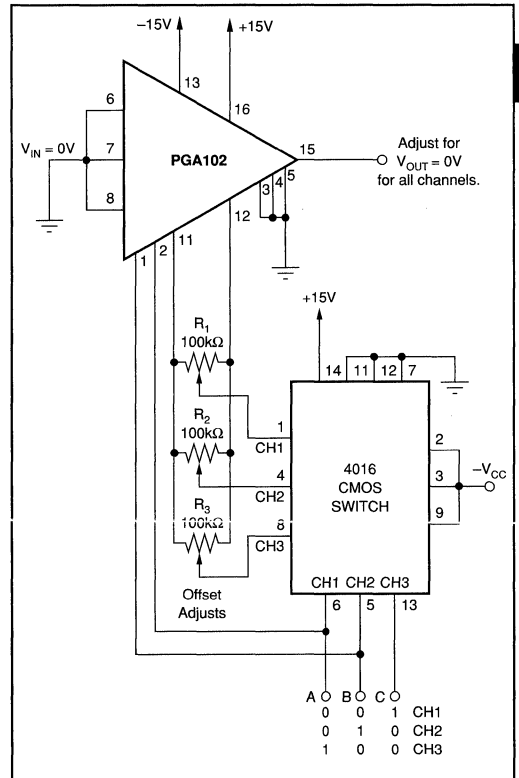 –15V
+15V
13
16
6
7
8
V_IN = 0V
PGA102
15
Adjust for
V_OUT = 0V
for all channels.
3
4
5
12
11
2
1
+15V
R1
100kΩ
R2
100kΩ
R3
100kΩ
Offset
Adjusts
14
11
12
7
1
CH1
4
CH2
8
CH3
4016
CMOS
SWITCH
2
3
9
–V_CC
CH1 CH2 CH3
6
5
13
A B C
0 0 1 CH1
0 1 0 CH2
1 0 0 CH3